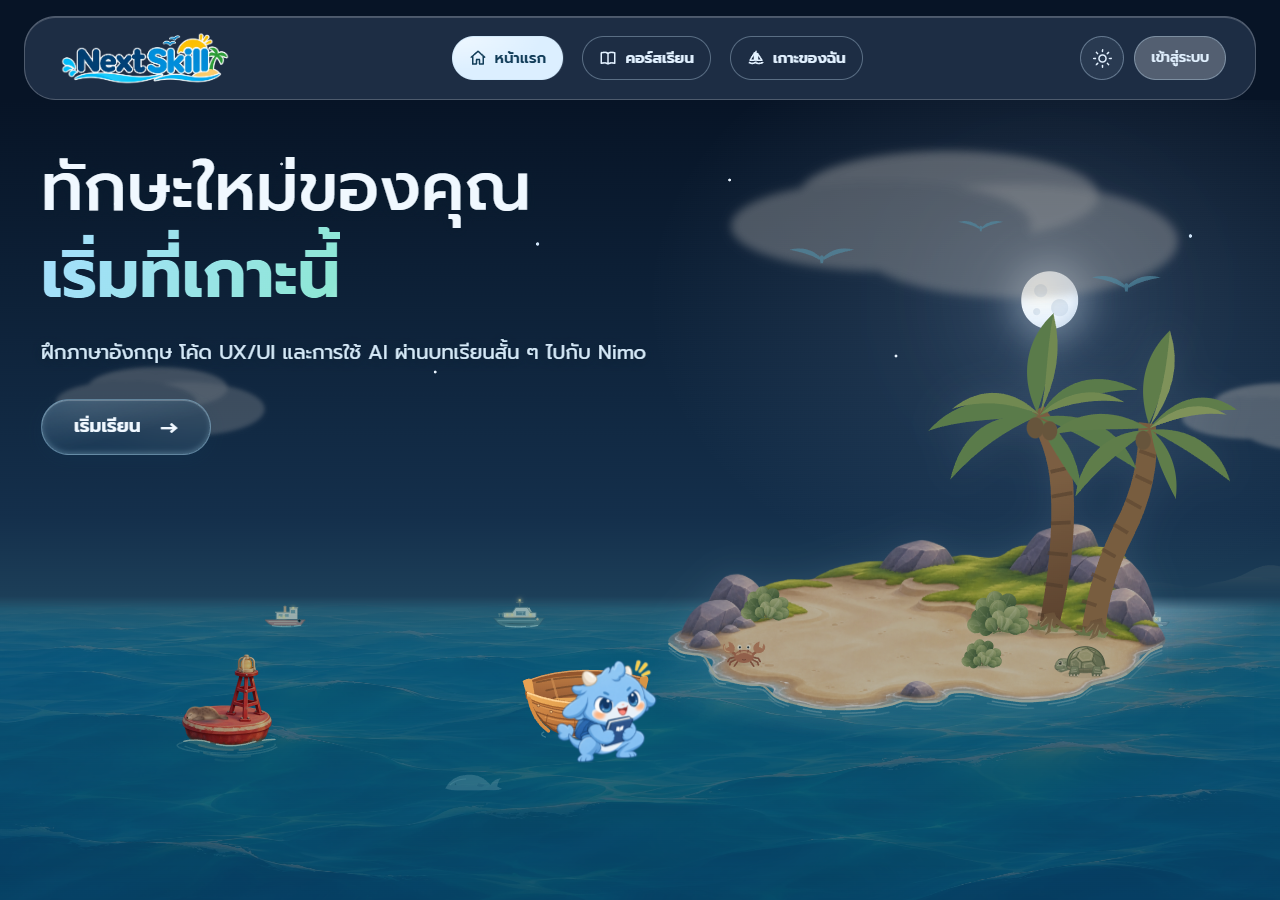 NextSkill
หน้าแรก
คอร์สเรียน
เกาะของฉัน
เข้าสู่ระบบ
ทักษะใหม่ของคุณ
เริ่มที่เกาะนี้
ฝึกภาษาอังกฤษ โค้ด UX/UI และการใช้ AI ผ่านบทเรียนสั้น ๆ ไปกับ Nimo
เริ่มเรียน →